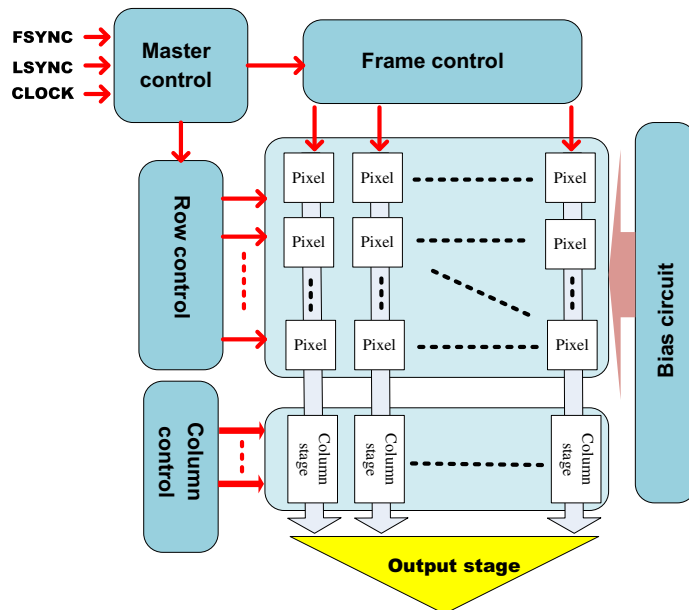 FSYNC
LSYNC
CLOCK
Master
control
Frame control
Row control
Pixel
Pixel
Pixel
Pixel
Pixel
Pixel
Pixel
Pixel
Pixel
Bias circuit
Column
control
Column
stage
Column
stage
Column
stage
Output stage